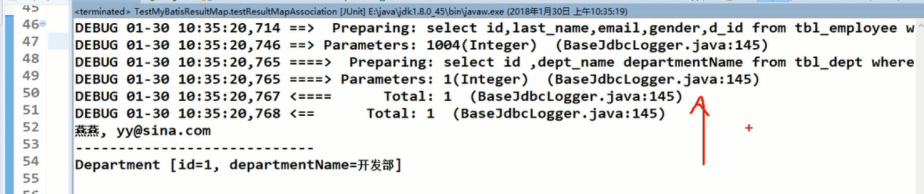 <terminated> TestMyBatisResultMap.testResultMapAssociation [JUnit] E:\java\jdk1.8.0_45\bin\javaw.exe (2018年1月30日 上午10:35:19)
46 DEBUG 01-30 10:35:20,714 ==>  Preparing: select id,last_name,email,gender,d_id from tbl_employee w
47 DEBUG 01-30 10:35:20,746 ==> Parameters: 1004(Integer)  (BaseJdbcLogger.java:145)
48 DEBUG 01-30 10:35:20,765 ====>  Preparing: select id ,dept_name departmentName from tbl_dept where
49 DEBUG 01-30 10:35:20,765 ====> Parameters: 1(Integer)  (BaseJdbcLogger.java:145)
50 DEBUG 01-30 10:35:20,767 <====      Total: 1  (BaseJdbcLogger.java:145)
51 DEBUG 01-30 10:35:20,768 <==      Total: 1  (BaseJdbcLogger.java:145)
52 燕燕, yy@sina.com
53 ----------------------------
54 Department [id=1, departmentName=开发部]
55